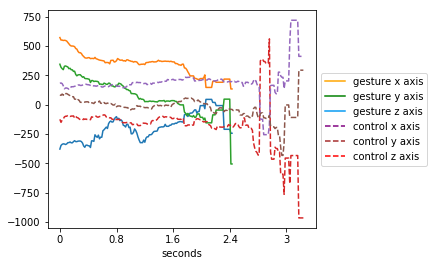 750
500
250
0
−250
−500
−750
−1000
0
0.8
1.6
2.4
3
seconds
gesture x axis
gesture y axis
gesture z axis
control x axis
control y axis
control z axis